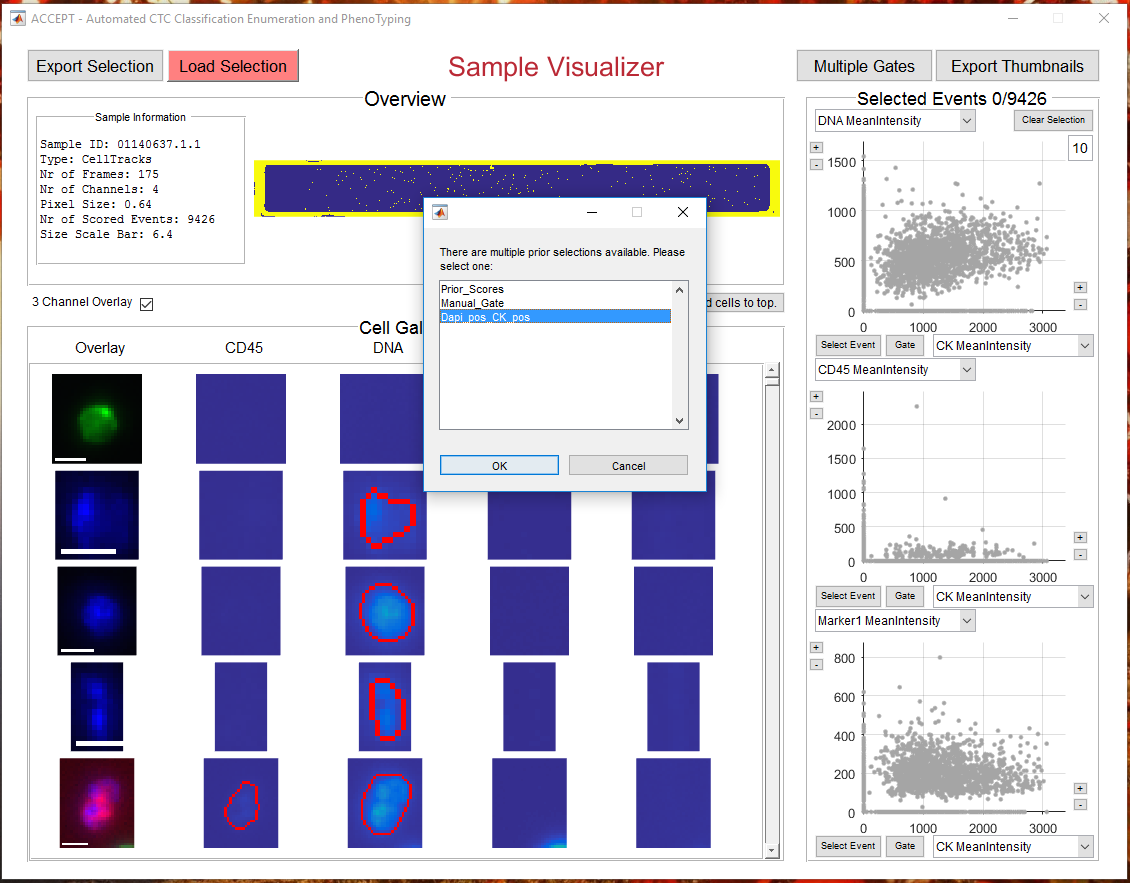 ACCEPT - Automated CTC Classification Enumeration and PhenoTyping
Export Selection
Load Selection
Sample Visualizer
Multiple Gates
Export Thumbnails
Overview
Sample Information
Sample ID: 01140637.1.1
Type: CellTracks
Nr of Frames: 175
Nr of Channels: 4
Pixel Size: 0.64
Nr of Scored Events: 9426
Size Scale Bar: 6.4
3 Channel Overlay
d cells to top.
Cell Gal
Overlay
CD45
DNA
There are multiple prior selections available. Please
select one:
Prior_Scores
Manual_Gate
Dapi_pos_CK_pos
OK
Cancel
Selected Events 0/9426
DNA MeanIntensity
Clear Selection
10
+
-
1500
1000
500
0
0 1000 2000 3000
+
-
Select Event
Gate
CK MeanIntensity
CD45 MeanIntensity
+
-
2000
1500
1000
500
0
0 1000 2000 3000
+
-
Select Event
Gate
CK MeanIntensity
Marker1 MeanIntensity
+
-
800
600
400
200
0
0 1000 2000 3000
+
-
Select Event
Gate
CK MeanIntensity